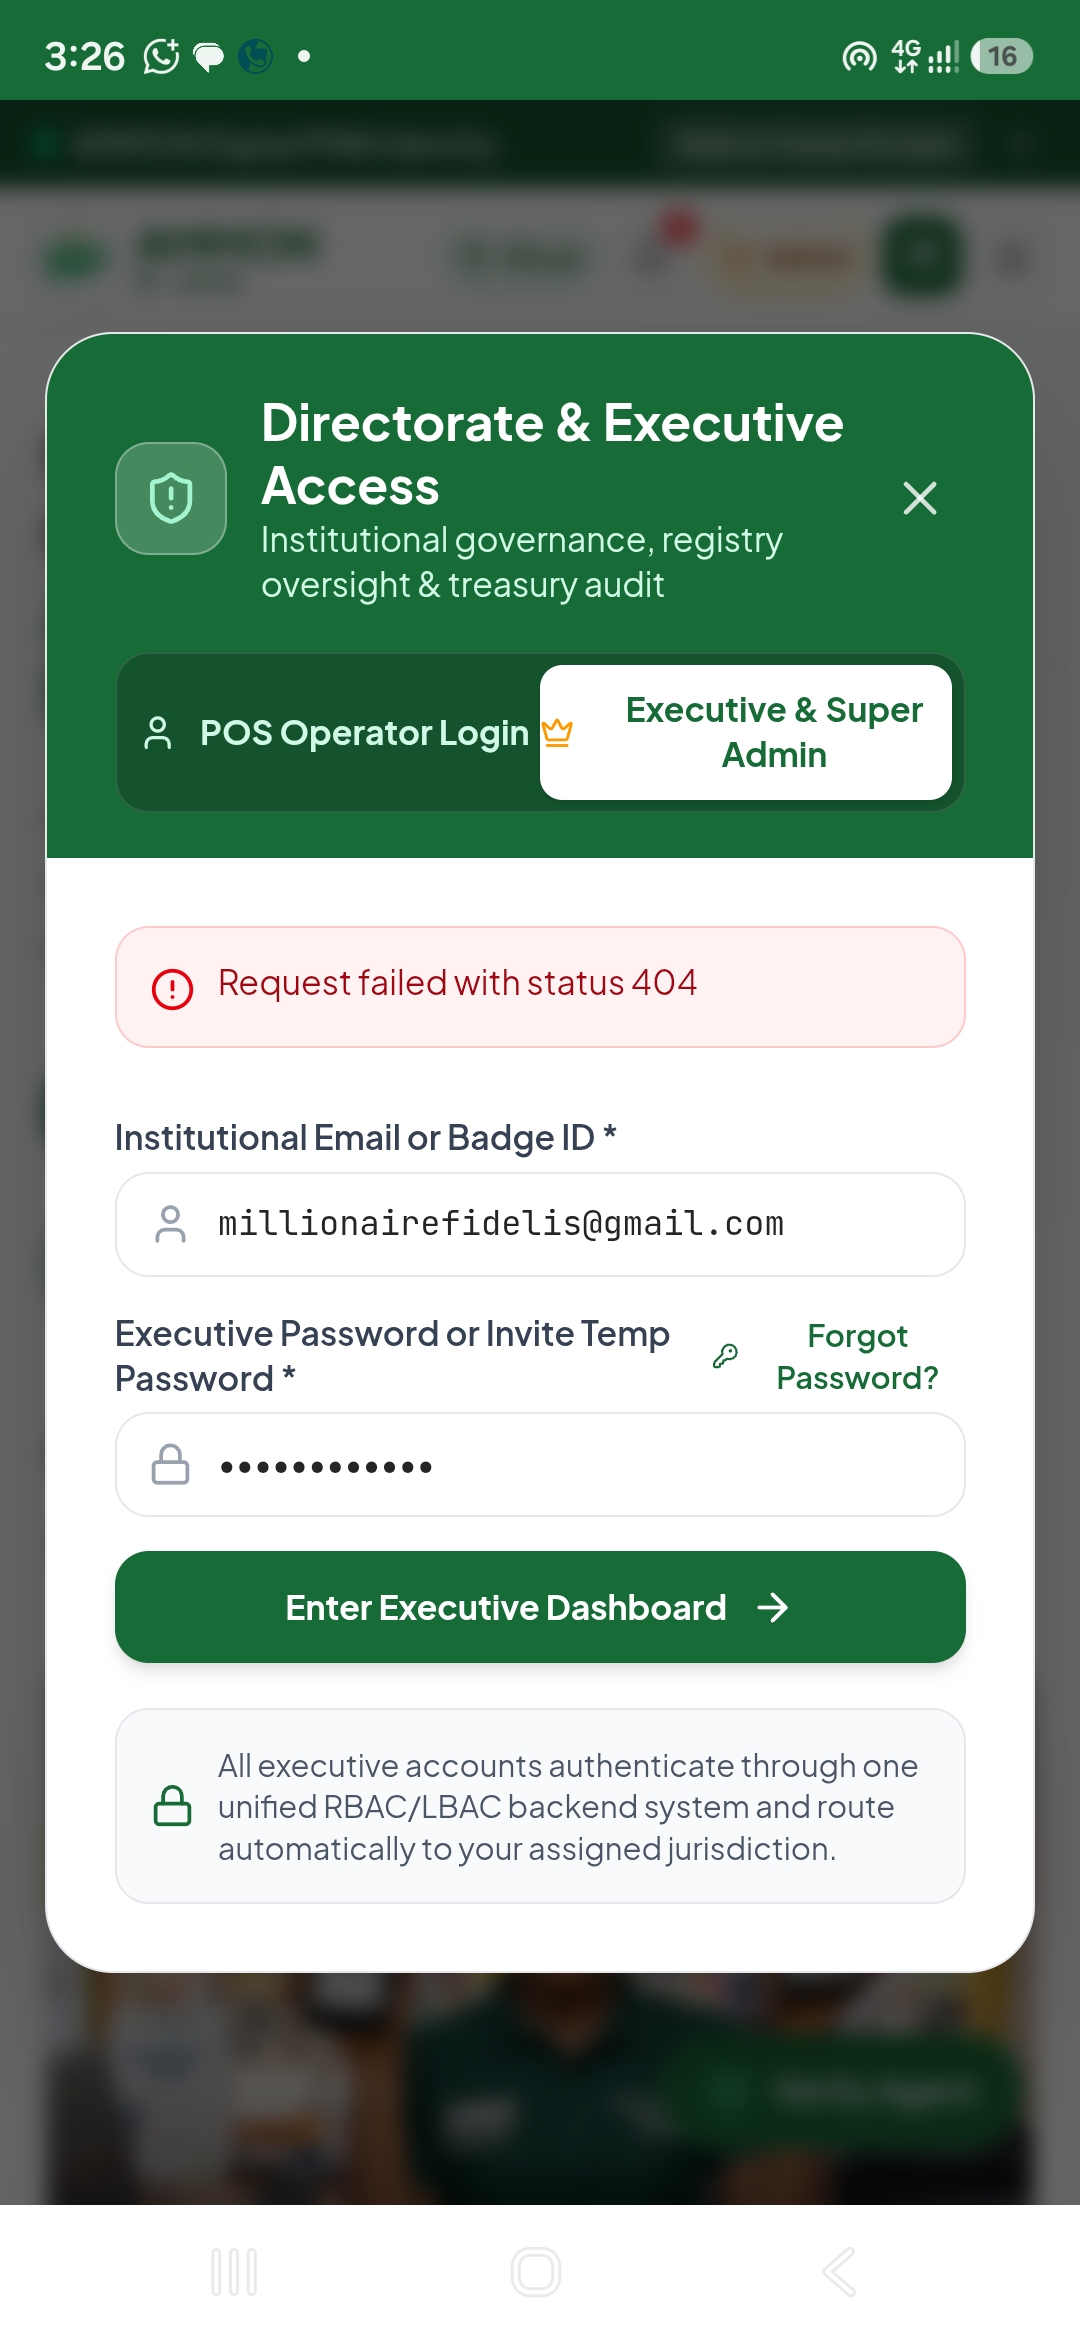 3:26
4G
16
Directorate & Executive
Access
Institutional governance, registry
oversight & treasury audit
POS Operator Login
Executive & Super
Admin
Request failed with status 404
Institutional Email or Badge ID *
millionairefidelis@gmail.com
Executive Password or Invite Temp
Password *
Forgot
Password?
••••••••••••
Enter Executive Dashboard
All executive accounts authenticate through one
unified RBAC/LBAC backend system and route
automatically to your assigned jurisdiction.